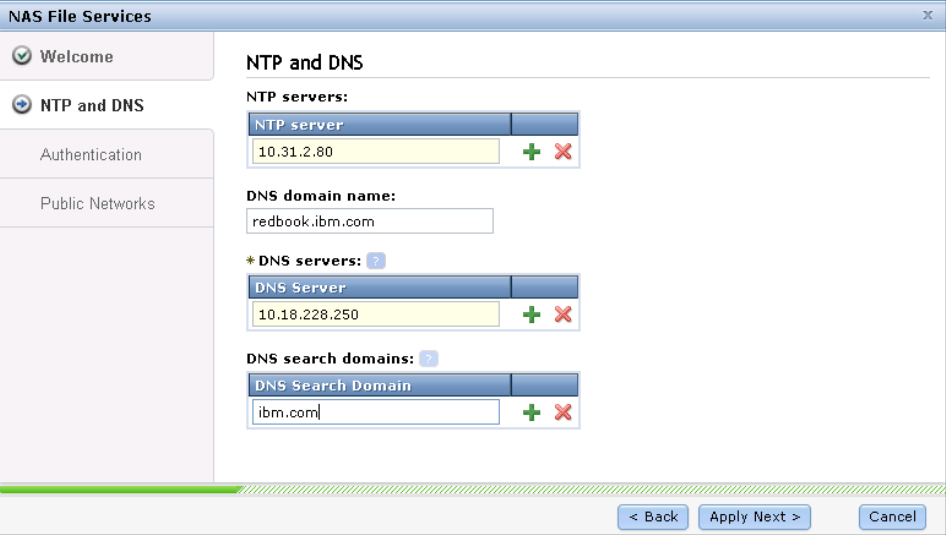 NAS File Services
x
Welcome
NTP and DNS
Authentication
Public Networks
NTP and DNS
NTP servers:
NTP server
10.31.2.80
DNS domain name:
redbook.ibm.com
* DNS servers: ?
DNS Server
10.18.228.250
DNS search domains: ?
DNS Search Domain
ibm.com
< Back Apply Next > Cancel